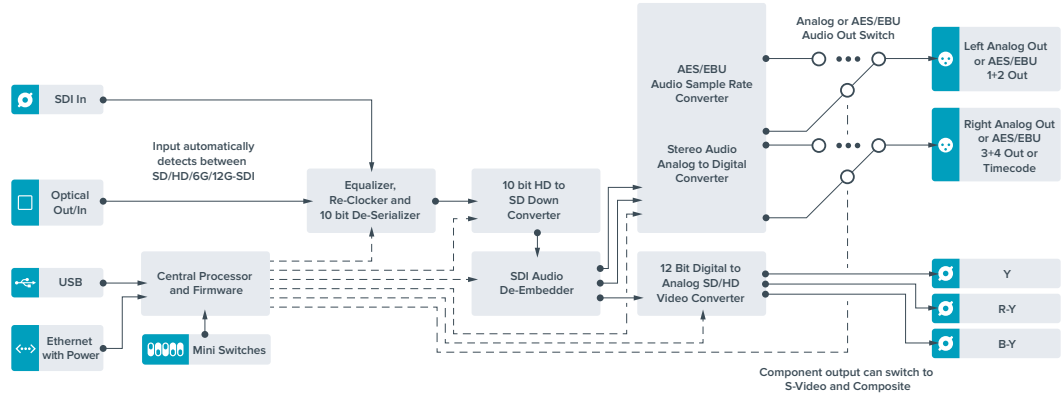 Analog or AES/EBU
Audio Out Switch
Left Analog Out
or AES/EBU
1+2 Out
AES/EBU
Audio Sample Rate
Converter
SDI In
Right Analog Out
or AES/EBU
3+4 Out or
Timecode
Input automatically
detects between
SD/HD/6G/12G-SDI
Stereo Audio
Analog to Digital
Converter
Optical
Out/In
Equalizer,
Re-Clocker and
10 bit De-Serializer
10 bit HD to
SD Down
Converter
USB
Central Processor
and Firmware
SDI Audio
De-Embedder
12 Bit Digital to
Analog SD/HD
Video Converter
Y
R-Y
B-Y
Ethernet
with Power
Mini Switches
Component output can switch to
S-Video and Composite